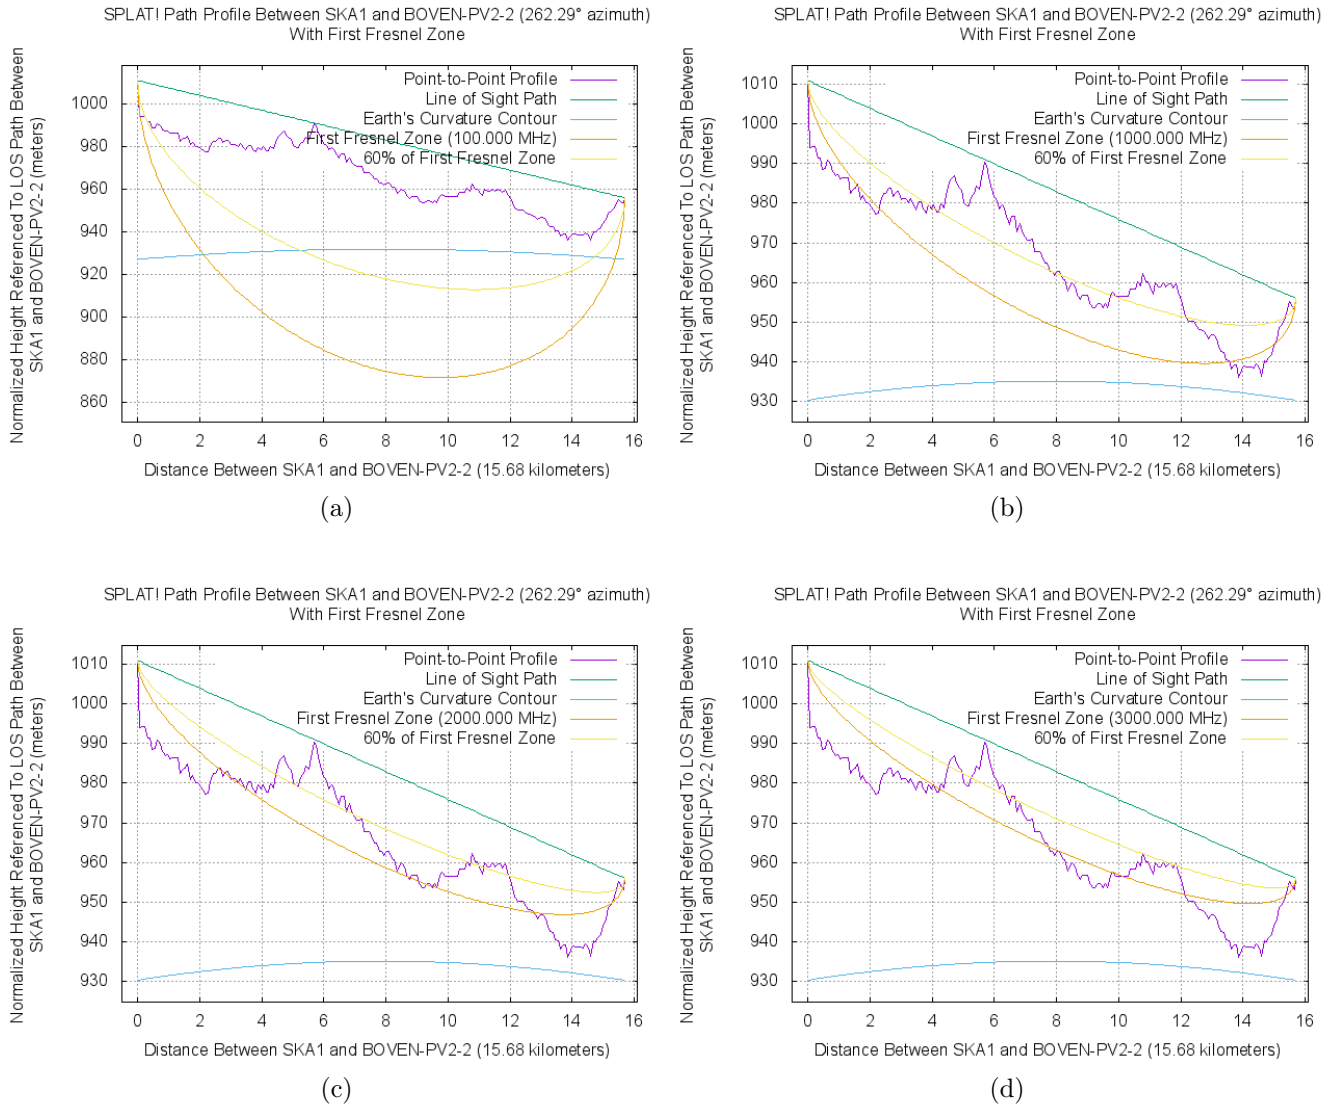 SPLAT! Path Profile Between SKA1 and BOVEN-PV2-2 (262.29° azimuth)
With First Fresnel Zone
Normalized Height Referenced To LOS Path Between
SKA1 and BOVEN-PV2-2 (meters)
Point-to-Point Profile
Line of Sight Path
Earth's Curvature Contour
First Fresnel Zone (100.000 MHz)
60% of First Fresnel Zone
1000
980
960
940
920
900
880
860
0 2 4 6 8 10 12 14 16
Distance Between SKA1 and BOVEN-PV2-2 (15.68 kilometers)
(a)
SPLAT! Path Profile Between SKA1 and BOVEN-PV2-2 (262.29° azimuth)
With First Fresnel Zone
Normalized Height Referenced To LOS Path Between
SKA1 and BOVEN-PV2-2 (meters)
Point-to-Point Profile
Line of Sight Path
Earth's Curvature Contour
First Fresnel Zone (1000.000 MHz)
60% of First Fresnel Zone
1010
1000
990
980
970
960
950
940
930
0 2 4 6 8 10 12 14 16
Distance Between SKA1 and BOVEN-PV2-2 (15.68 kilometers)
(b)
SPLAT! Path Profile Between SKA1 and BOVEN-PV2-2 (262.29° azimuth)
With First Fresnel Zone
Normalized Height Referenced To LOS Path Between
SKA1 and BOVEN-PV2-2 (meters)
Point-to-Point Profile
Line of Sight Path
Earth's Curvature Contour
First Fresnel Zone (2000.000 MHz)
60% of First Fresnel Zone
1010
1000
990
980
970
960
950
940
930
0 2 4 6 8 10 12 14 16
Distance Between SKA1 and BOVEN-PV2-2 (15.68 kilometers)
(c)
SPLAT! Path Profile Between SKA1 and BOVEN-PV2-2 (262.29° azimuth)
With First Fresnel Zone
Normalized Height Referenced To LOS Path Between
SKA1 and BOVEN-PV2-2 (meters)
Point-to-Point Profile
Line of Sight Path
Earth's Curvature Contour
First Fresnel Zone (3000.000 MHz)
60% of First Fresnel Zone
1010
1000
990
980
970
960
950
940
930
0 2 4 6 8 10 12 14 16
Distance Between SKA1 and BOVEN-PV2-2 (15.68 kilometers)
(d)